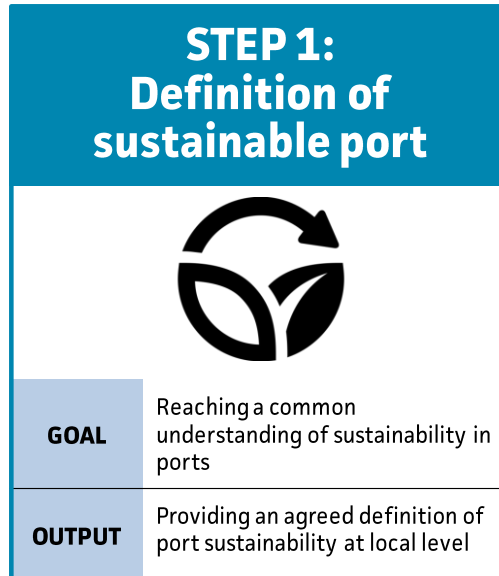 STEP 1:
Definition of
sustainable port
GOAL
Reaching a common
understanding of sustainability in
ports
OUTPUT
Providing an agreed definition of
port sustainability at local level